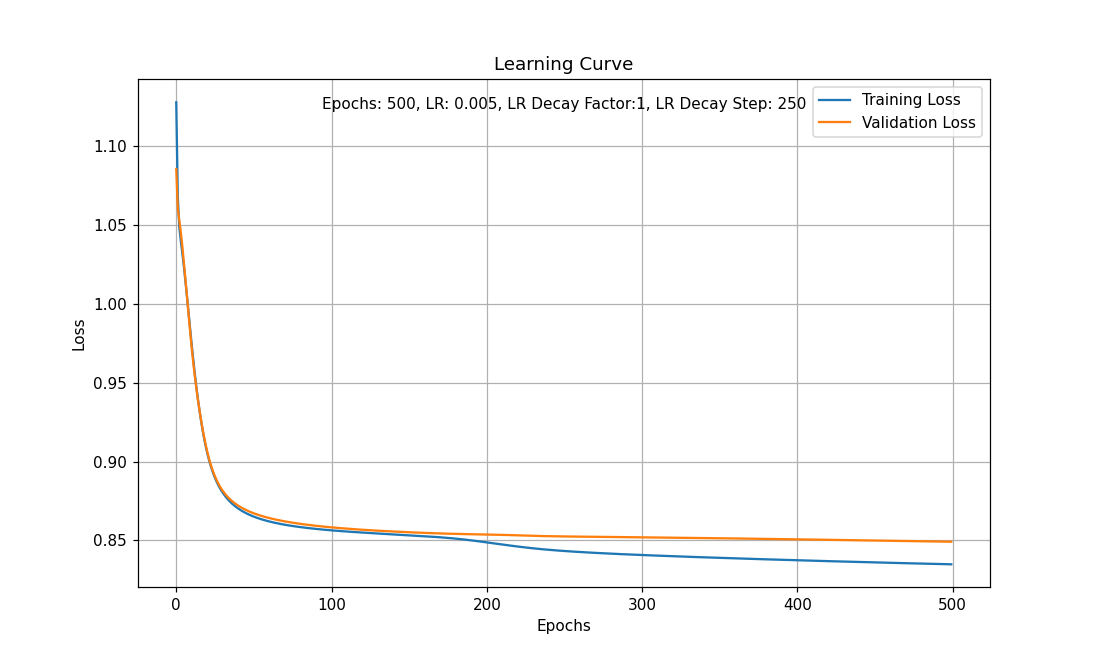 Learning Curve
Epochs: 500, LR: 0.005, LR Decay Factor:1, LR Decay Step: 250
Training Loss
Validation Loss
1.10
1.05
1.00
0.95
0.90
0.85
Loss
0 100 200 300 400 500
Epochs